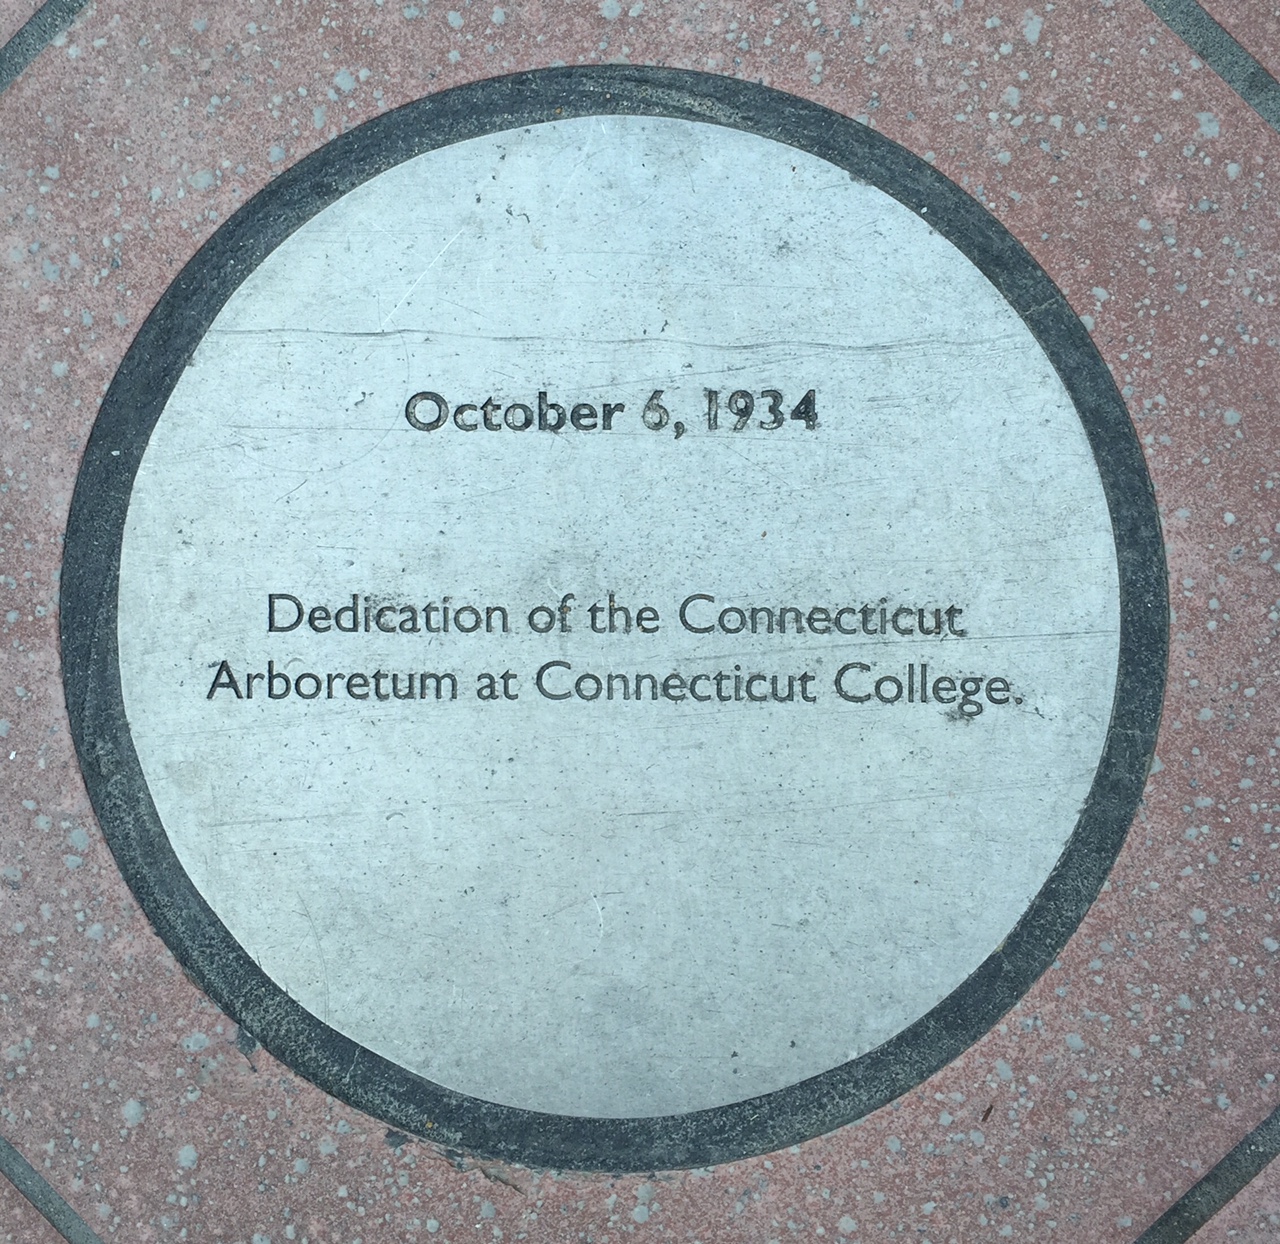 October 6, 1934
Dedication of the Connecticut
Arboretum at Connecticut College.